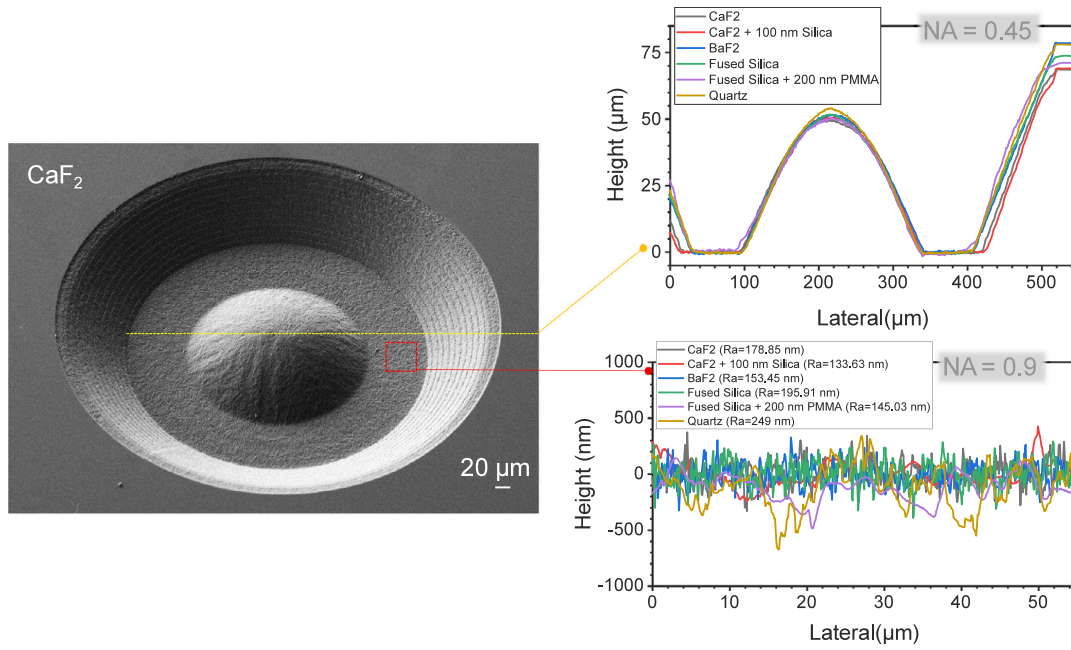 CaF₂
20 µm
NA = 0.45
CaF2
CaF2 + 100 nm Silica
BaF2
Fused Silica
Fused Silica + 200 nm PMMA
Quartz
Height (µm)
75
50
25
0
0 100 200 300 400 500
Lateral(µm)
NA = 0.9
CaF2 (Ra=178.85 nm)
CaF2 + 100 nm Silica (Ra=133.63 nm)
BaF2 (Ra=153.45 nm)
Fused Silica (Ra=195.91 nm)
Fused Silica + 200 nm PMMA (Ra=145.03 nm)
Quartz (Ra=249 nm)
Height (nm)
1000
500
0
-500
-1000
0 10 20 30 40 50
Lateral(µm)